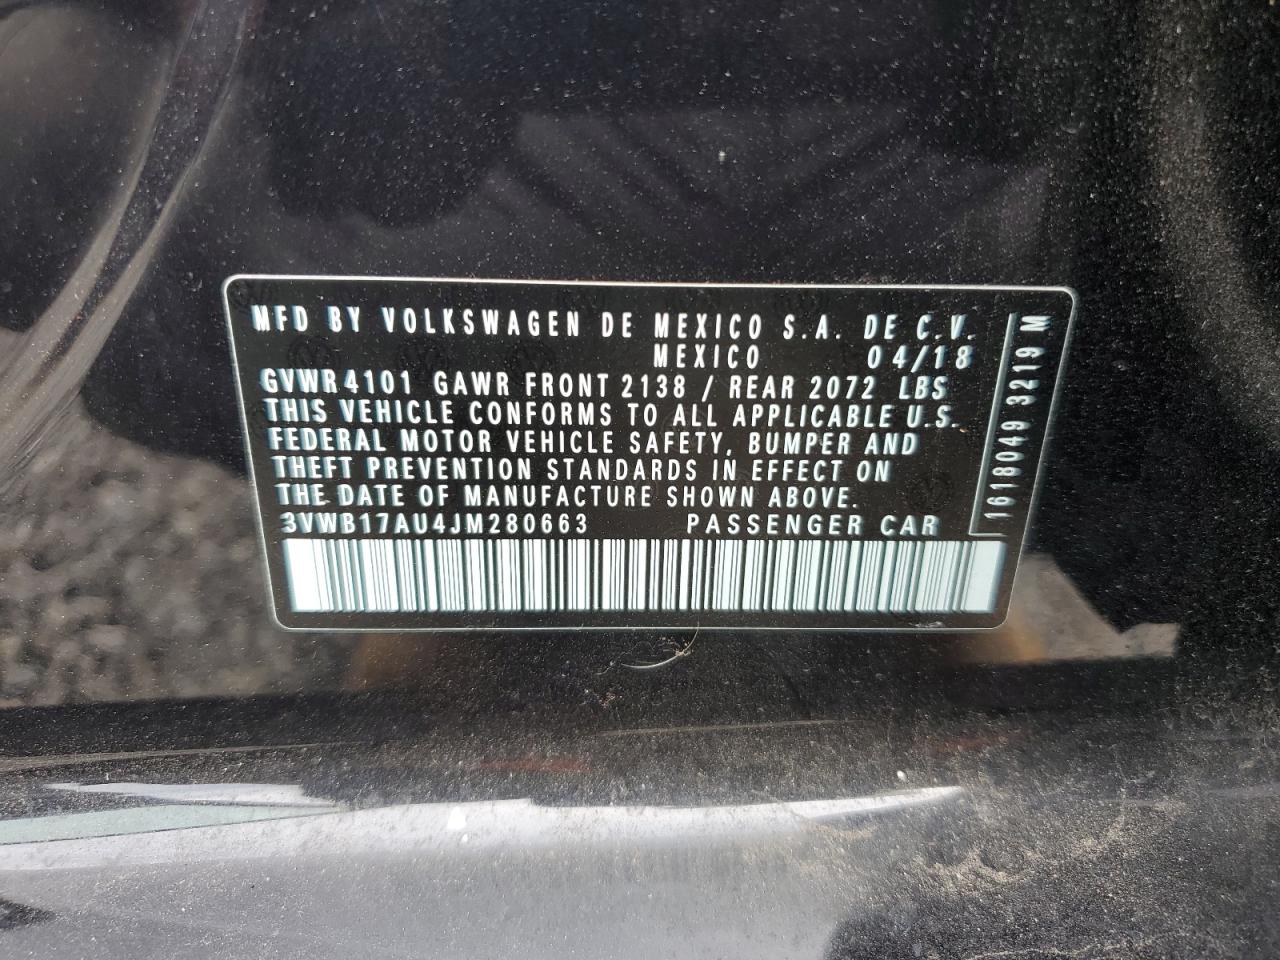 MFD BY VOLKSWAGEN DE MEXICO S.A. DE C.V.
MEXICO 04/18
GVWR 4101 GAWR FRONT 2138 / REAR 2072 LBS
THIS VEHICLE CONFORMS TO ALL APPLICABLE U.S.
FEDERAL MOTOR VEHICLE SAFETY, BUMPER AND
THEFT PREVENTION STANDARDS IN EFFECT ON
THE DATE OF MANUFACTURE SHOWN ABOVE.
3VWB17AU4JM280663 PASSENGER CAR
1618049 3219 M